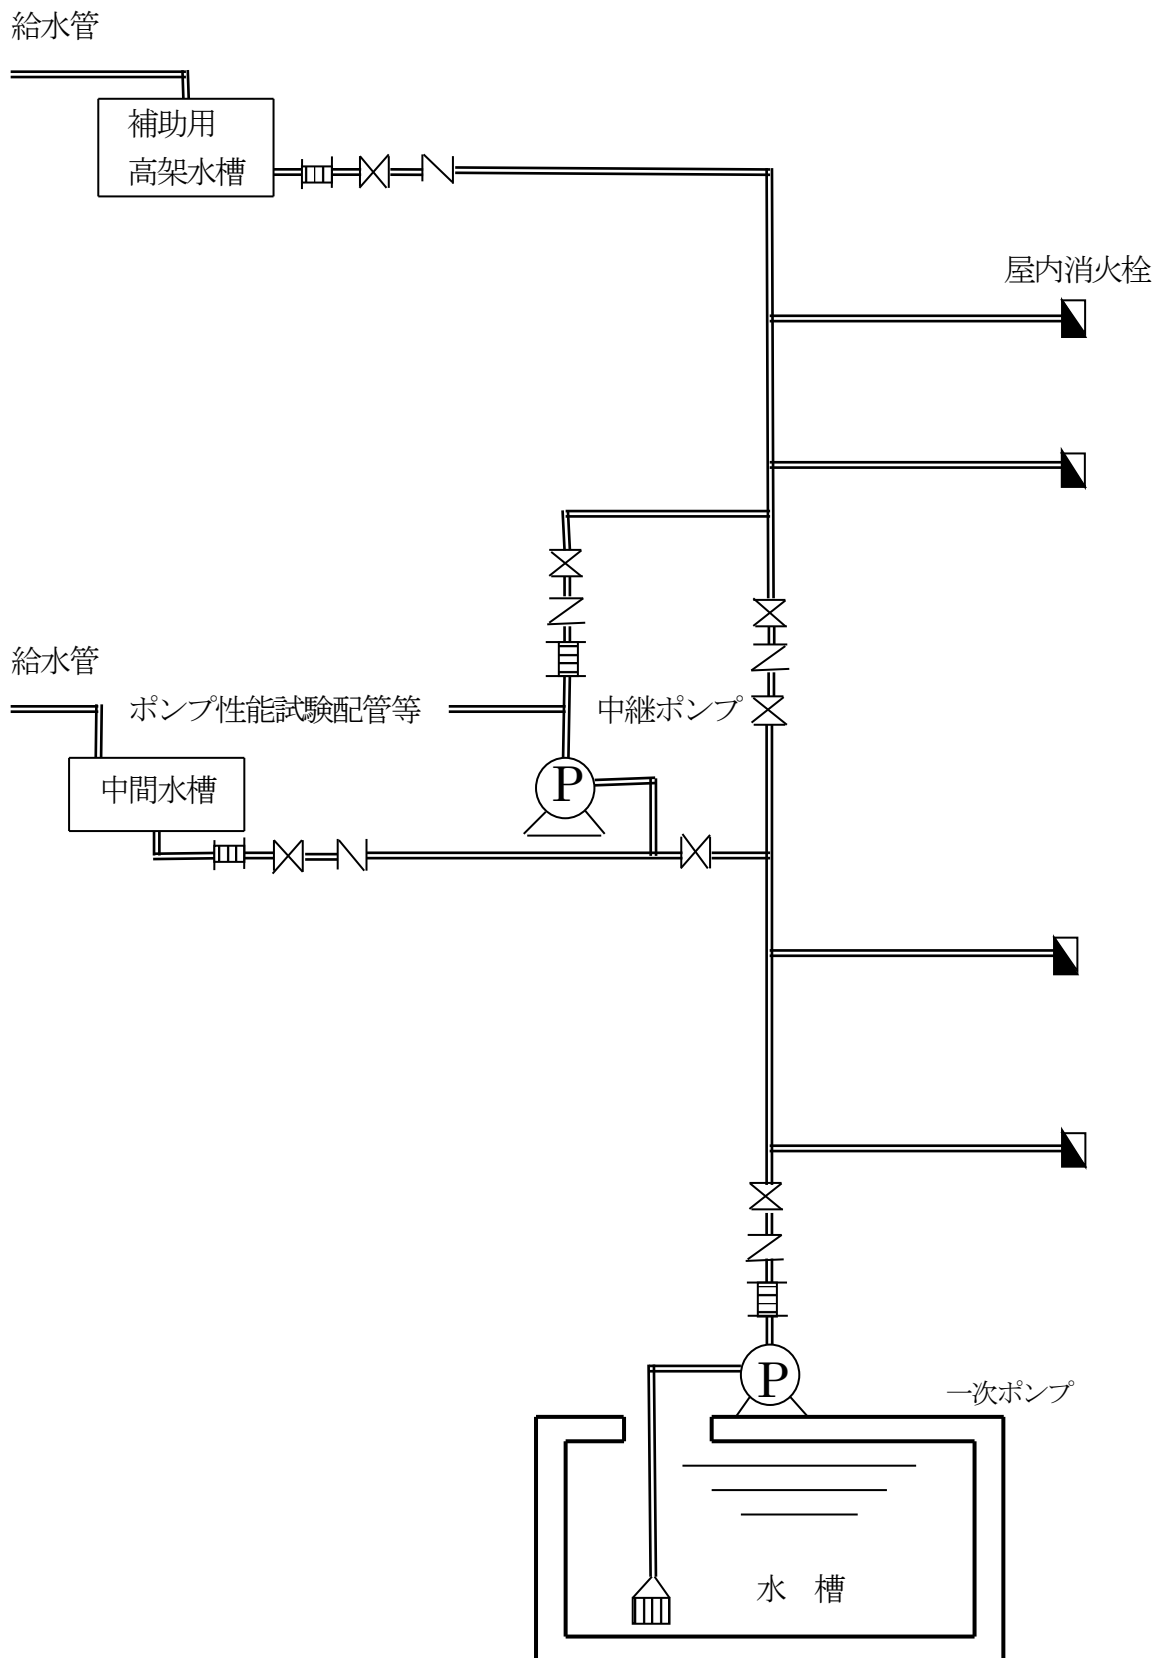 給水管
補助用
高架水槽
屋内消火栓
給水管
ポンプ性能試験配管等
中継ポンプ
P
中間水槽
P
一次ポンプ
水　槽